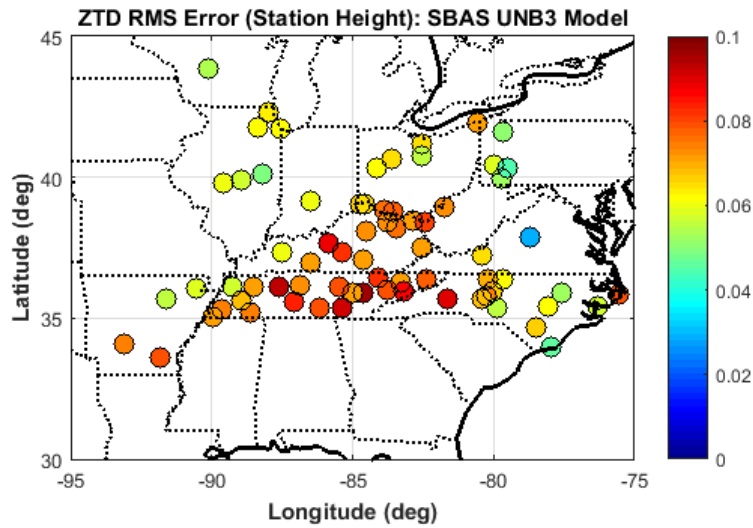 ZTD RMS Error (Station Height): SBAS UNB3 Model
45
40
35
30
Latitude (deg)
-95 -90 -85 -80 -75
Longitude (deg)
0.1
0.08
0.06
0.04
0.02
0